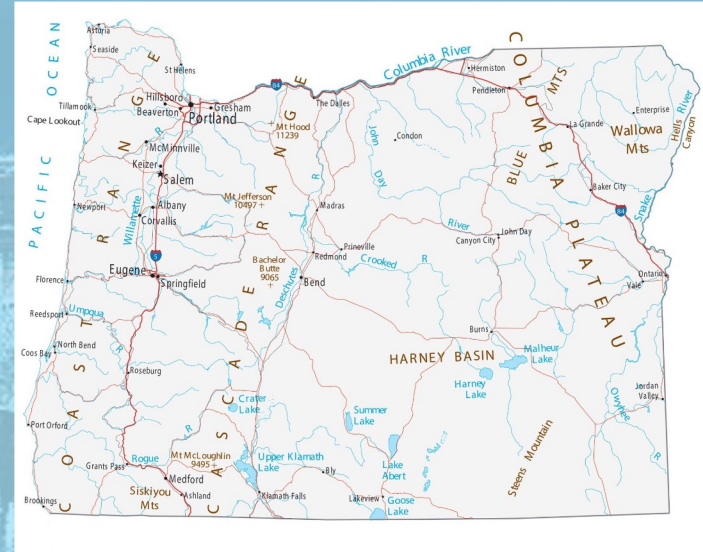 PACIFIC OCEAN
Astoria
Seaside
St Helens
Columbia River
84
Hermiston
Pendleton
COLUMBIA PLATEAU
BLUE MTS
Hillsboro
Beaverton
Portland
Gresham
Tillamook
Cape Lookout
The Dalles
Mt Hood
11239
John Day River
Condon
La Grande
Enterprise
Wallowa
Mts
Hells Canyon
Snake River
McMinnville
Keizer
Salem
Mt Jefferson
10497
Baker City
84
Newport
Albany
Corvallis
Willamette R
Madras
John Day
Canyon City
Prineville
Redmond
Crooked R
Bachelor
Butte
9065
Deschutes R
Bend
5
Eugene
Springfield
Florence
Ontario
Vale
Reedsport
Umpqua R
North Bend
Coos Bay
Burns
HARNEY BASIN
Malheur
Lake
Harney
Lake
Roseburg
Jordan
Valley
Owyhee R
COAST RANGE
CASCADE RANGE
Crater
Lake
Summer
Lake
Port Orford
Rogue R
Grants Pass
Mt McLoughlin
9495
Upper Klamath
Lake
Bly
Lake
Abert
Steens Mountain
Medford
Siskiyou
Mts
Ashland
Klamath Falls
Lakeview
Goose
Lake
Brookings